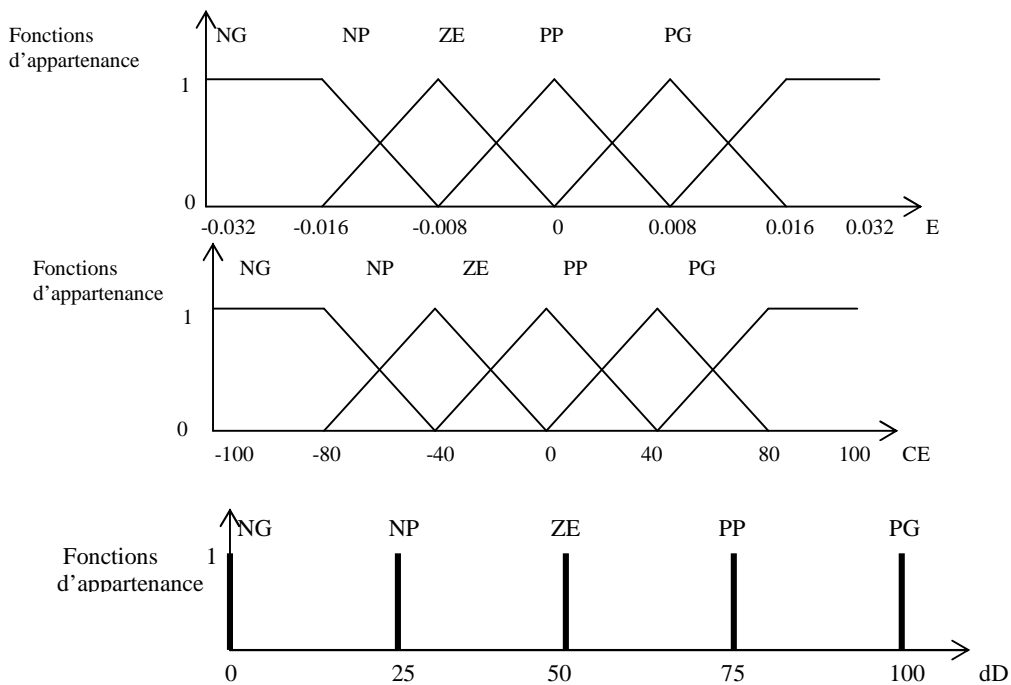 Fonctions
d'appartenance
NG NP ZE PP PG
1
0
-0.032 -0.016 -0.008 0 0.008 0.016 0.032 E
Fonctions
d'appartenance
NG NP ZE PP PG
1
0
-100 -80 -40 0 40 80 100 CE
Fonctions
d'appartenance
NG NP ZE PP PG
1
0 25 50 75 100 dD